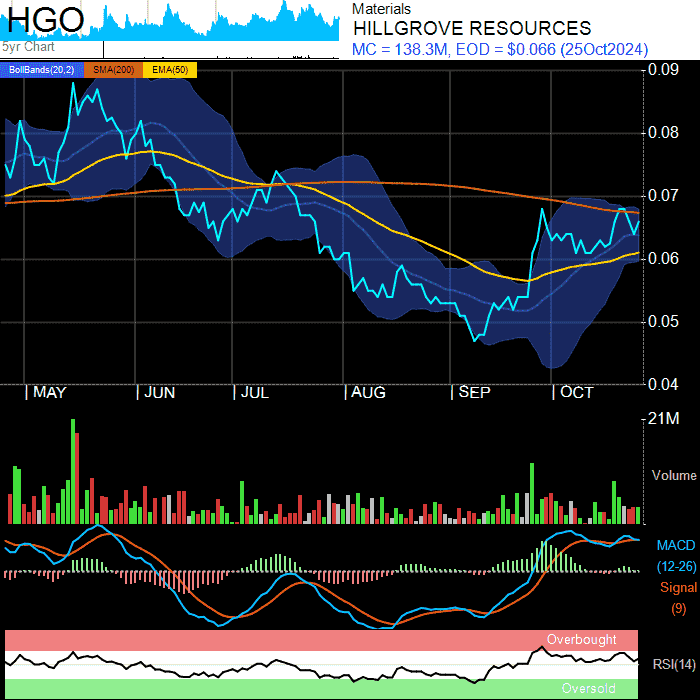 HGO
5yr Chart
Materials
HILLGROVE RESOURCES
MC = 138.3M, EOD = $0.066 (25Oct2024)
BollBands(20,2) SMA(200) EMA(50)
0.09
0.08
0.07
0.06
0.05
0.04
| MAY | JUN | JUL | AUG | SEP | OCT
21M
Volume
MACD
(12-26)
Signal
(9)
Overbought
RSI(14)
Oversold